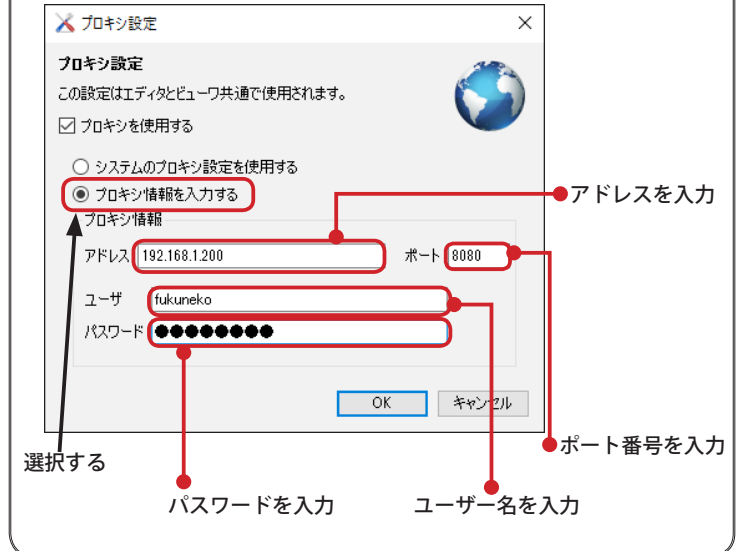 プロキシ設定
プロキシ設定
この設定はエディタとビューワ共通で使用されます。
プロキシを使用する
システムのプロキシ設定を使用する
プロキシ情報を入力する
アドレスを入力
プロキシ情報
アドレス 192.168.1.200 ポート 8080
ユーザ fukuneko
パスワード ●●●●●●●●
OK キャンセル
ポート番号を入力
選択する
パスワードを入力 ユーザー名を入力